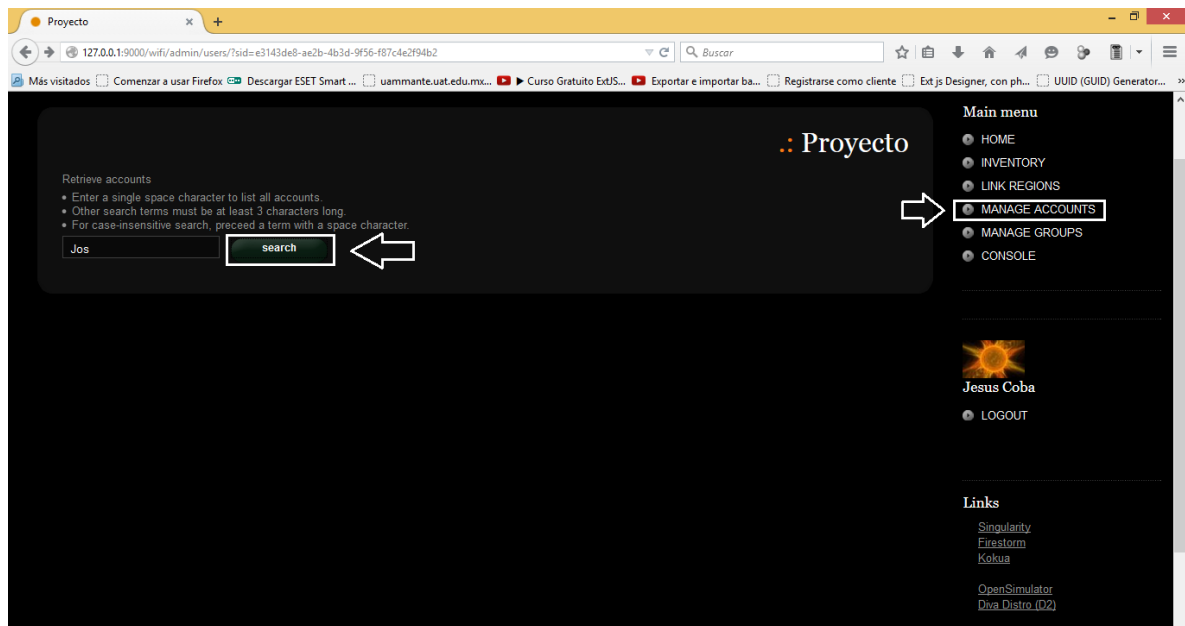 Proyecto
127.0.0.1:9000/wifi/admin/users/?sid=e3143de8-ae2b-4b3d-9f56-f87c4e2f94b2
Buscar
Más visitados
Comenzar a usar Firefox
Descargar ESET Smart ...
uammante.uat.edu.mx...
▶ Curso Gratuito ExtJS...
Exportar e importar ba...
Registrarse como cliente
Ext js Designer, con ph...
UUID (GUID) Generator...
.: Proyecto
Retrieve accounts
• Enter a single space character to list all accounts.
• Other search terms must be at least 3 characters long.
• For case-insensitive search, preceed a term with a space character.
Jos
search
Main menu
HOME
INVENTORY
LINK REGIONS
MANAGE ACCOUNTS
MANAGE GROUPS
CONSOLE
Jesus Coba
LOGOUT
Links
Singularity
Firestorm
Kokua
OpenSimulator
Diva Distro (D2)